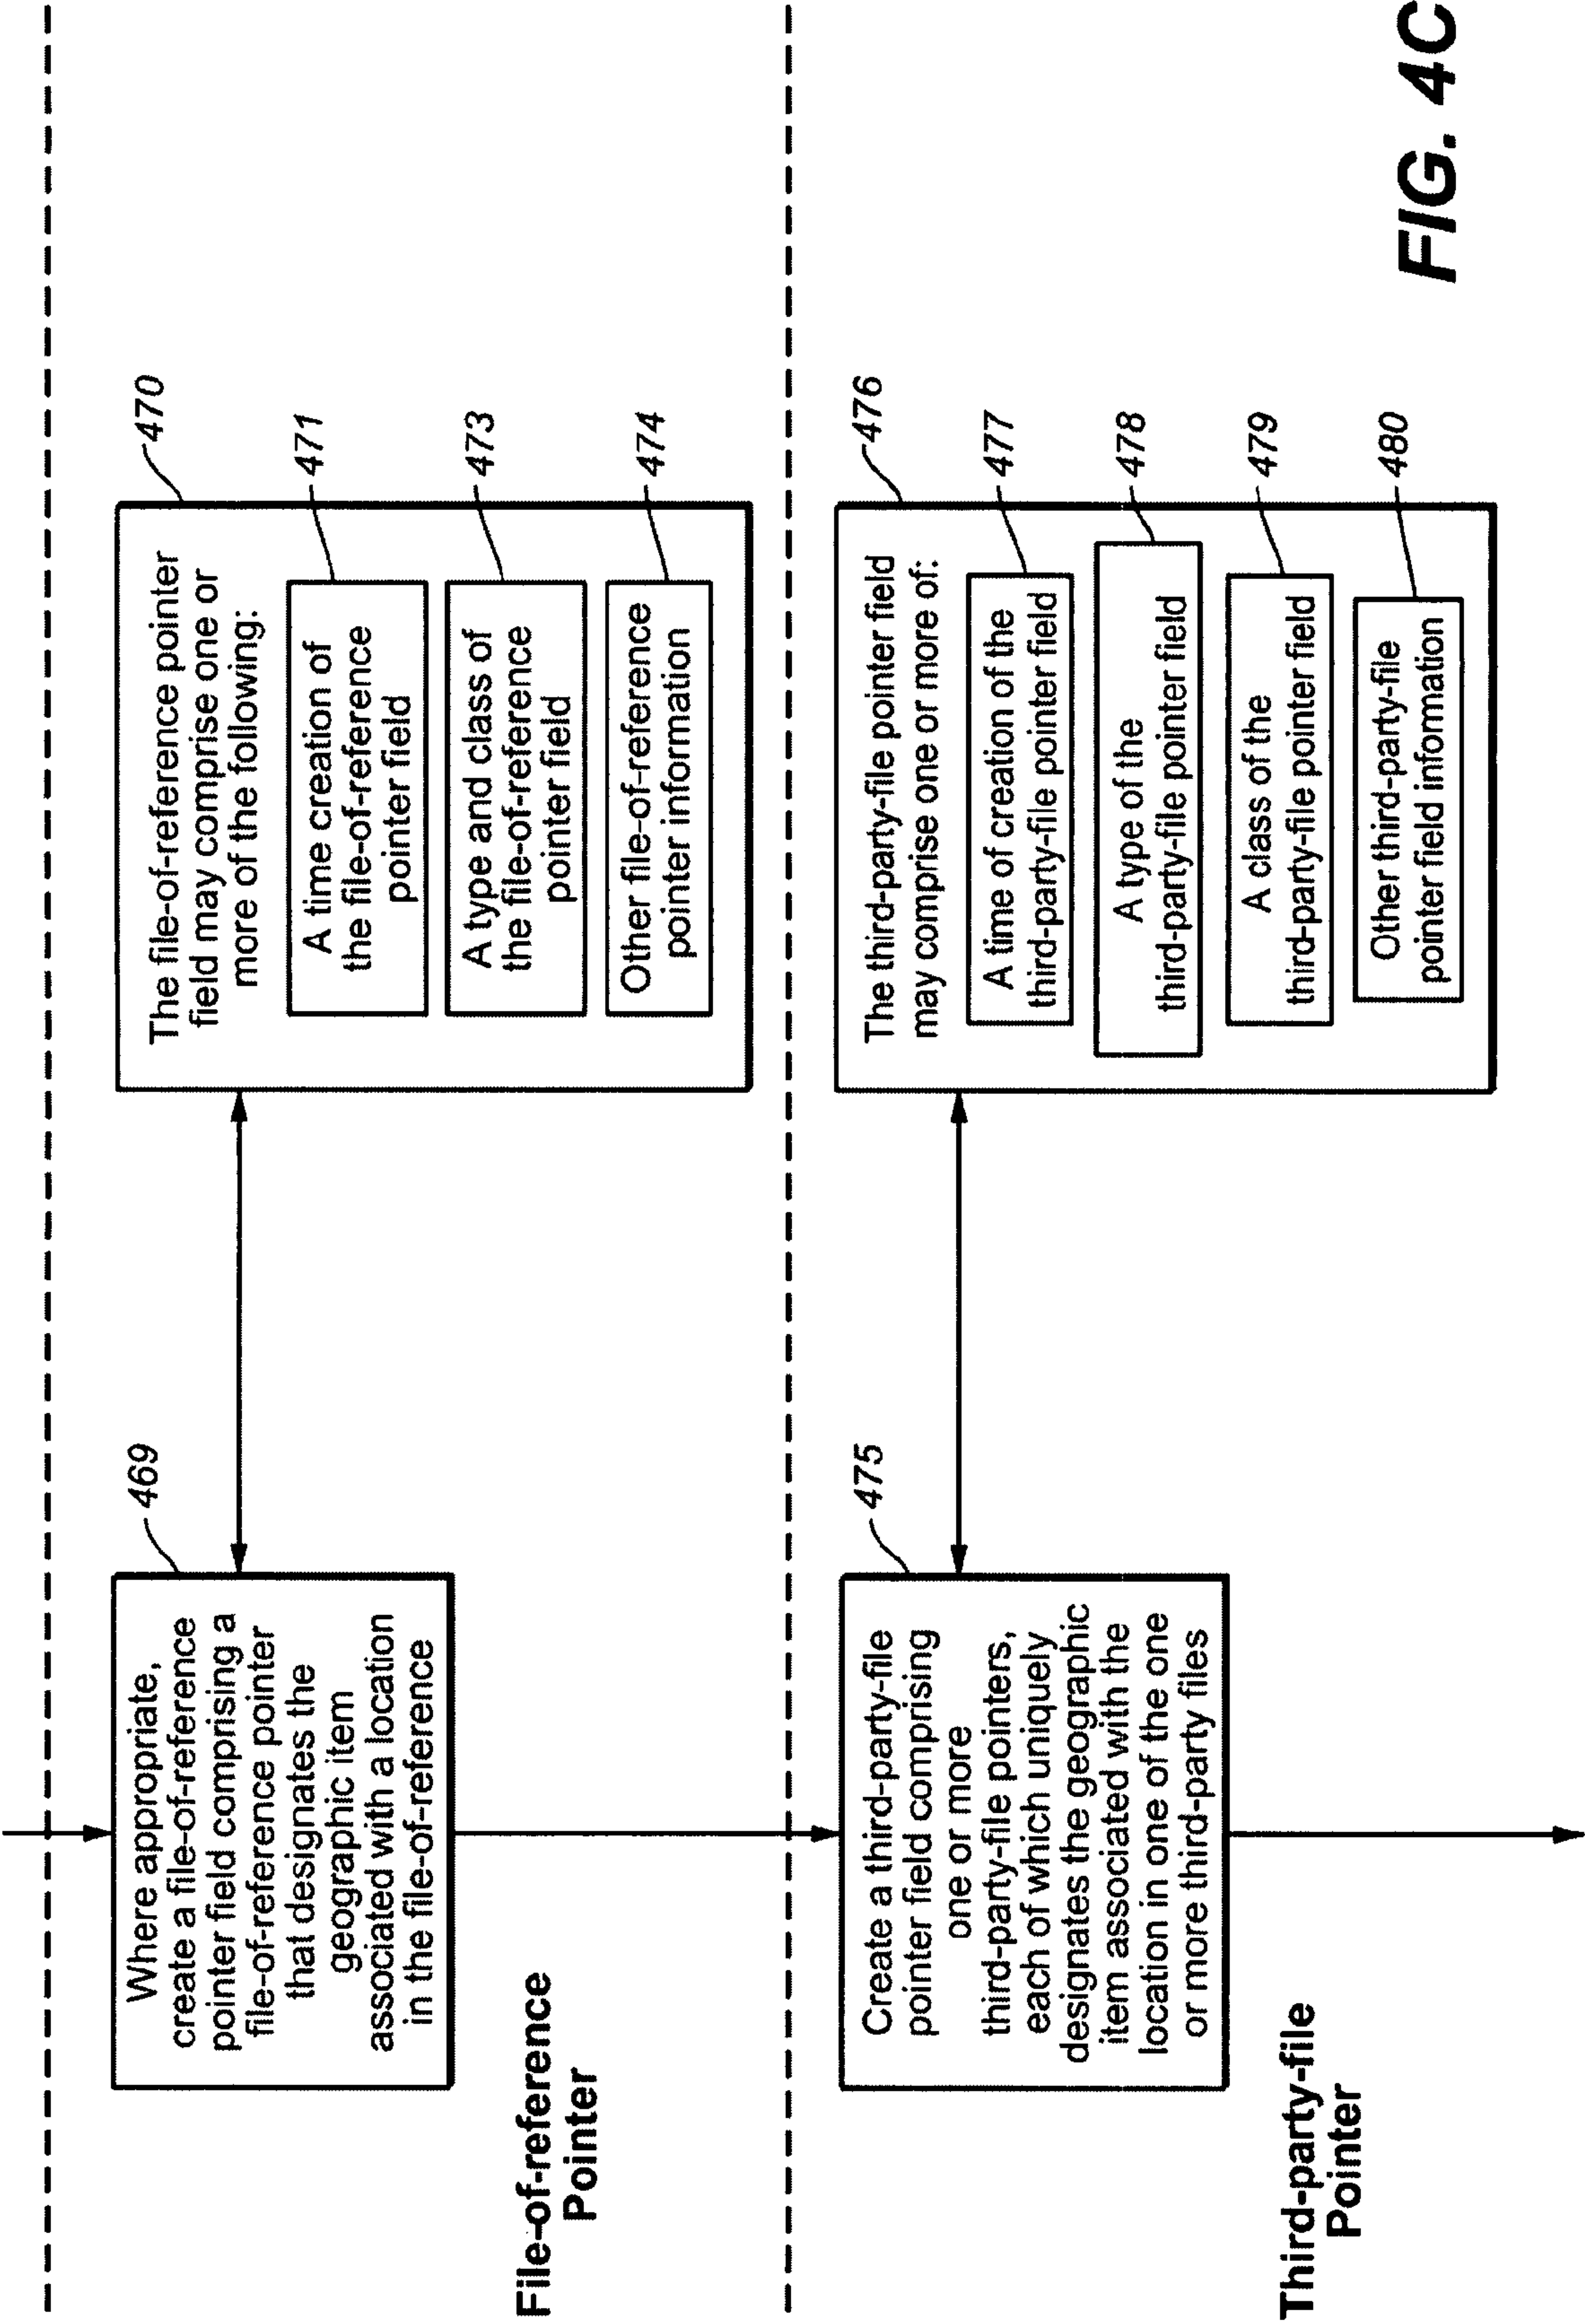 469
Where appropriate,
create a file-of-reference
pointer field comprising a
file-of-reference pointer
that designates the
geographic item
associated with a location
in the file-of-reference
File-of-reference
Pointer
470
The file-of-reference pointer
field may comprise one or
more of the following:
471
A time creation of
the file-of-reference
pointer field
473
A type and class of
the file-of-reference
pointer field
474
Other file-of-reference
pointer information
475
Create a third-party-file
pointer field comprising
one or more
third-party-file pointers,
each of which uniquely
designates the geographic
item associated with the
location in one of the one
or more third-party files
Third-party-file
Pointer
476
The third-party-file pointer field
may comprise one or more of:
477
A time of creation of the
third-party-file pointer field
478
A type of the
third-party-file pointer field
479
A class of the
third-party-file pointer field
480
Other third-party-file
pointer field information
FIG. 4C